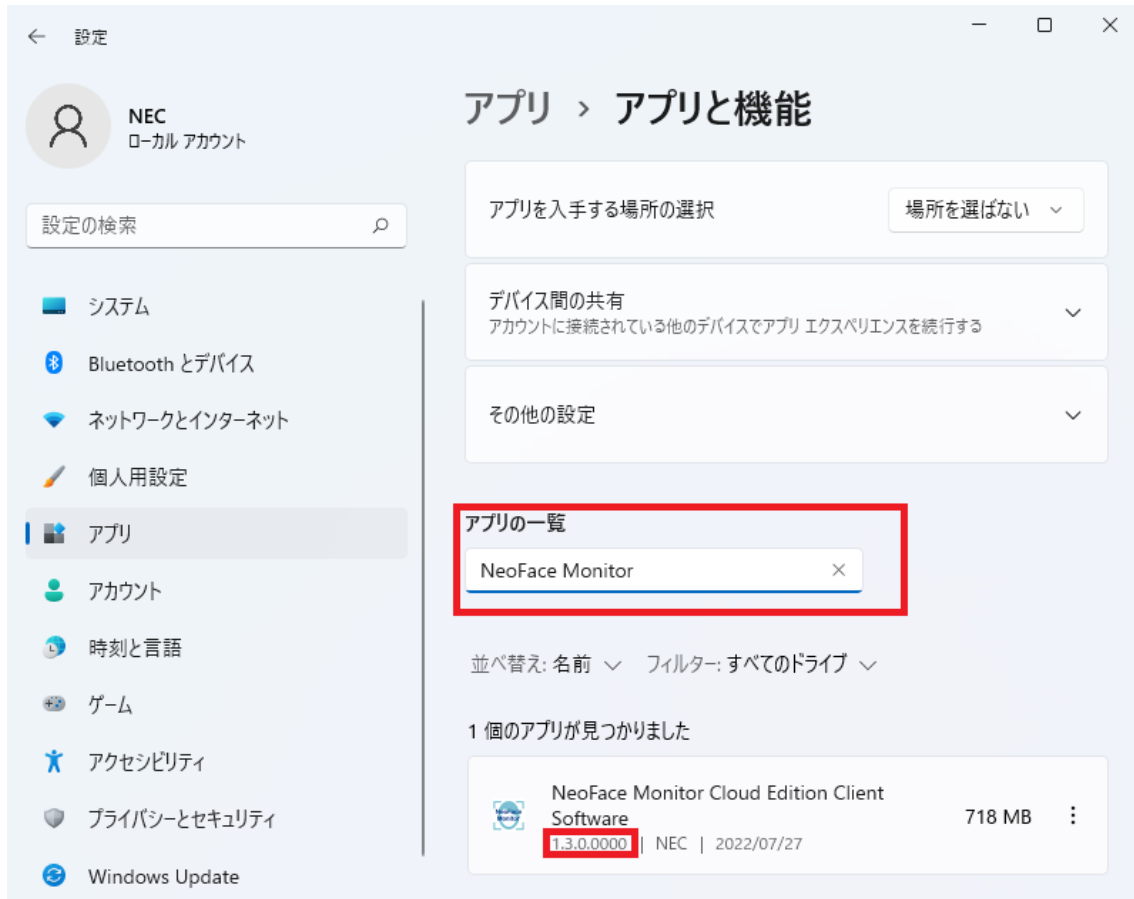 設定
NEC
ローカル アカウント
設定の検索
システム
Bluetooth とデバイス
ネットワークとインターネット
個人用設定
アプリ
アカウント
時刻と言語
ゲーム
アクセシビリティ
プライバシーとセキュリティ
Windows Update
アプリ › アプリと機能
アプリを入手する場所の選択
場所を選ばない
デバイス間の共有
アカウントに接続されている他のデバイスでアプリ エクスペリエンスを続行する
その他の設定
アプリの一覧
NeoFace Monitor
並べ替え: 名前 フィルター: すべてのドライブ
1 個のアプリが見つかりました
NeoFace Monitor Cloud Edition Client
Software
718 MB
1.3.0.0000 | NEC | 2022/07/27